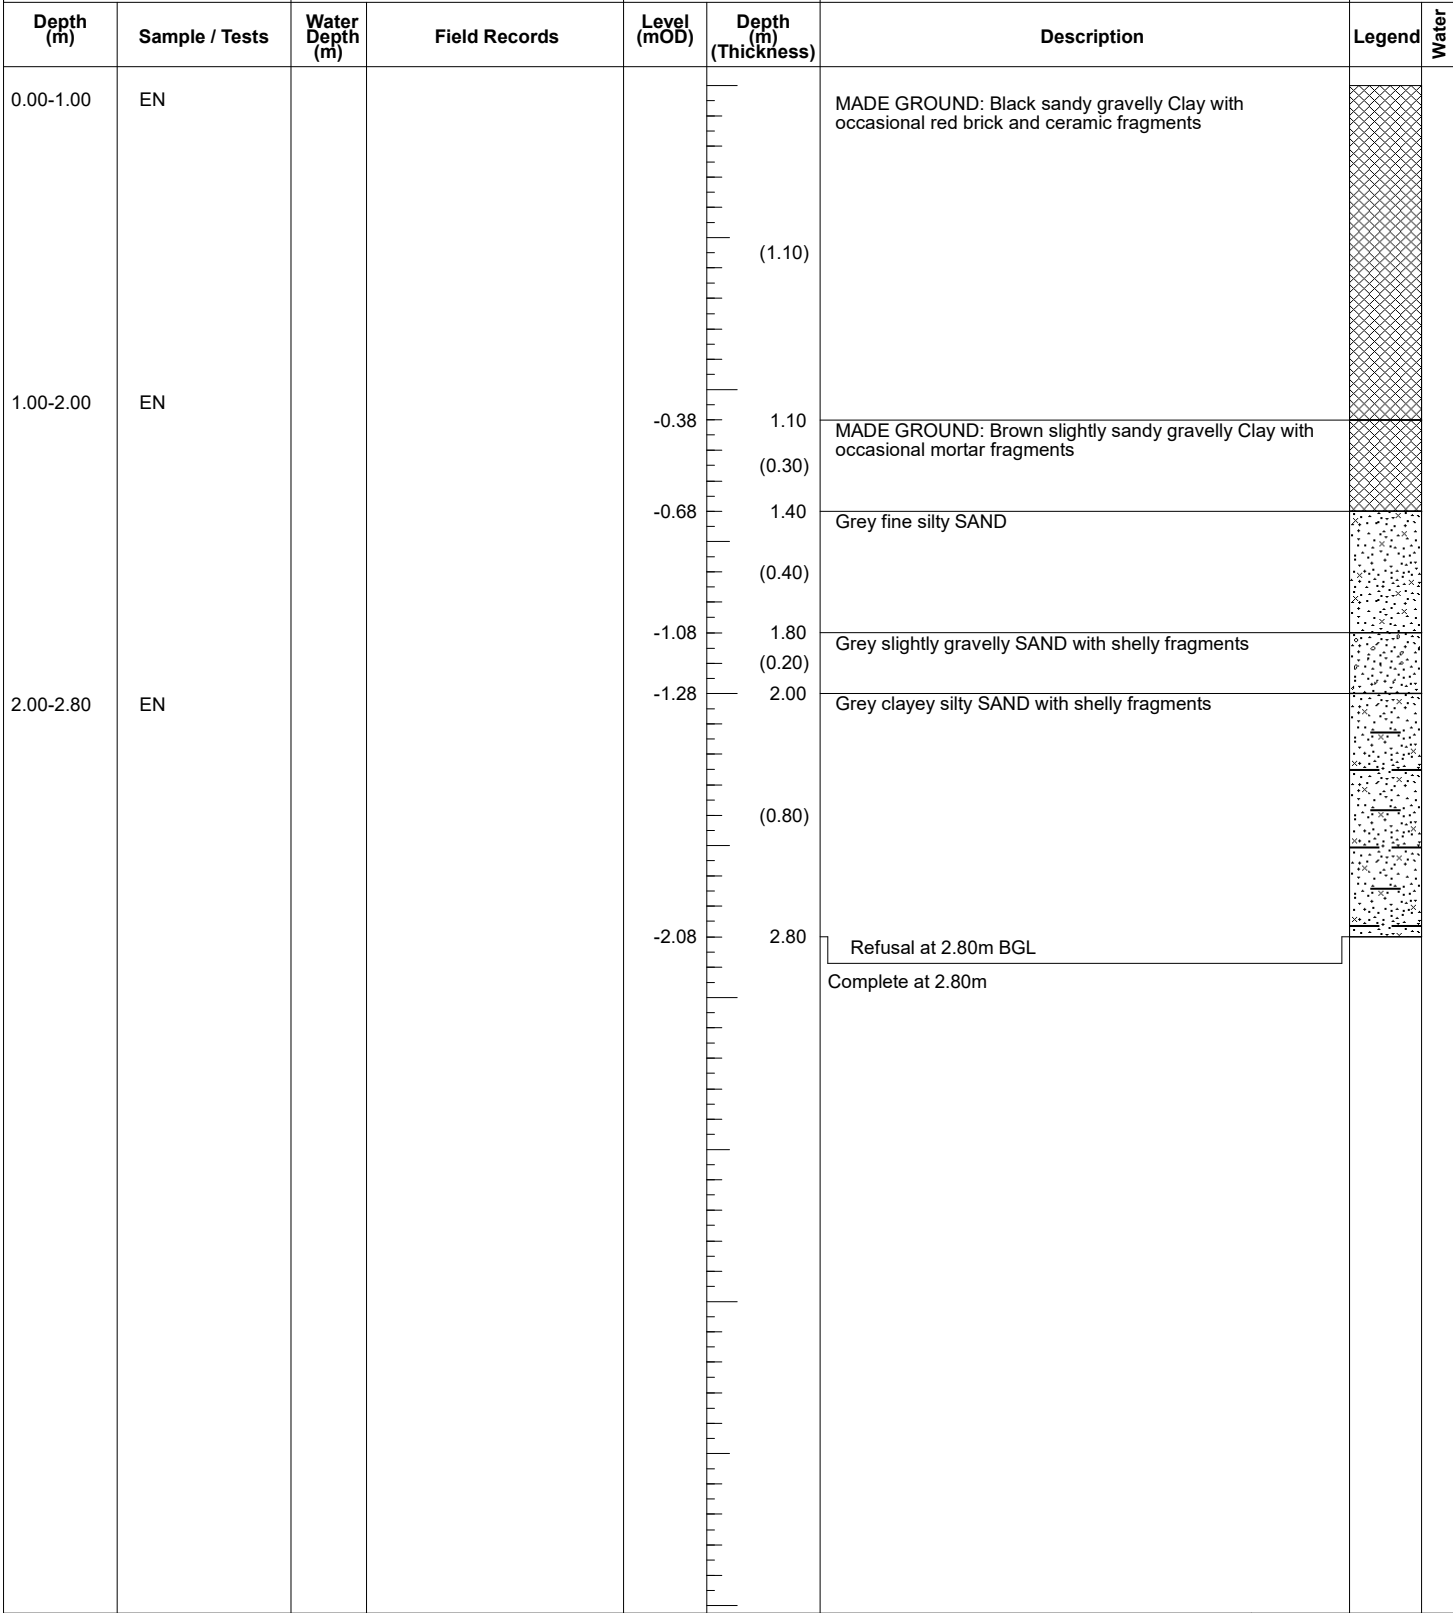 Depth
(m)
Sample / Tests
Water
Depth
(m)
Field Records
Level
(mOD)
Depth
(m)
(Thickness)
Description
Legend
Water
0.00-1.00 EN
MADE GROUND: Black sandy gravelly Clay with
occasional red brick and ceramic fragments
(1.10)
1.00-2.00 EN
-0.38 1.10
MADE GROUND: Brown slightly sandy gravelly Clay with
occasional mortar fragments
(0.30)
-0.68 1.40
Grey fine silty SAND
(0.40)
-1.08 1.80
Grey slightly gravelly SAND with shelly fragments
(0.20)
-1.28 2.00
2.00-2.80 EN
Grey clayey silty SAND with shelly fragments
(0.80)
-2.08 2.80
Refusal at 2.80m BGL
Complete at 2.80m